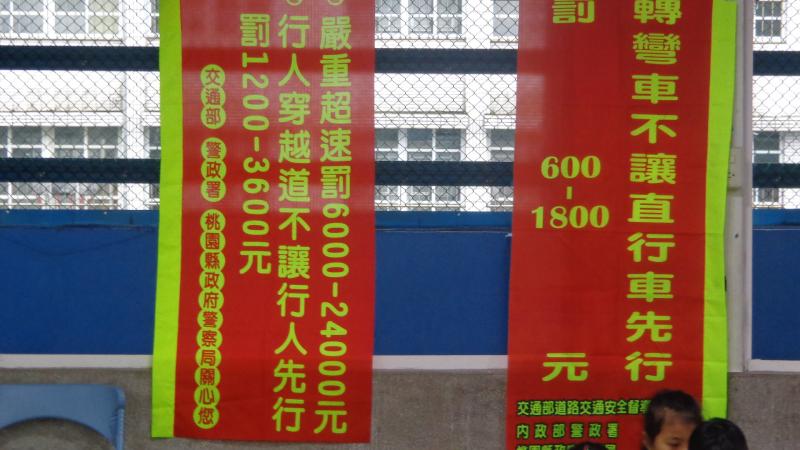 轉彎車不讓直行車先行
罰
600
-
1800
元
交通部道路交通安全督
內政部警政署
嚴重超速罰6000-24000元
行人穿越道不讓行人先行
罰1200-3600元
交通部 警政署 桃園縣政府警察局關心您